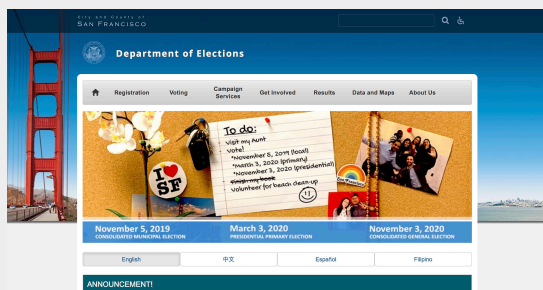 City and County of
SAN FRANCISCO
Department of Elections
Registration
Voting
Campaign Services
Get Involved
Results
Data and Maps
About Us
To do:
Visit my Aunt
Vote!
*November 5, 2019 (local)
*March 3, 2020 (primary)
*November 3, 2020 (presidential)
Finish my book
Volunteer for beach clean-up
I ♥ SF
November 5, 2019
CONSOLIDATED MUNICIPAL ELECTION
March 3, 2020
PRESIDENTIAL PRIMARY ELECTION
November 3, 2020
CONSOLIDATED GENERAL ELECTION
English
中文
Español
Filipino
ANNOUNCEMENT!